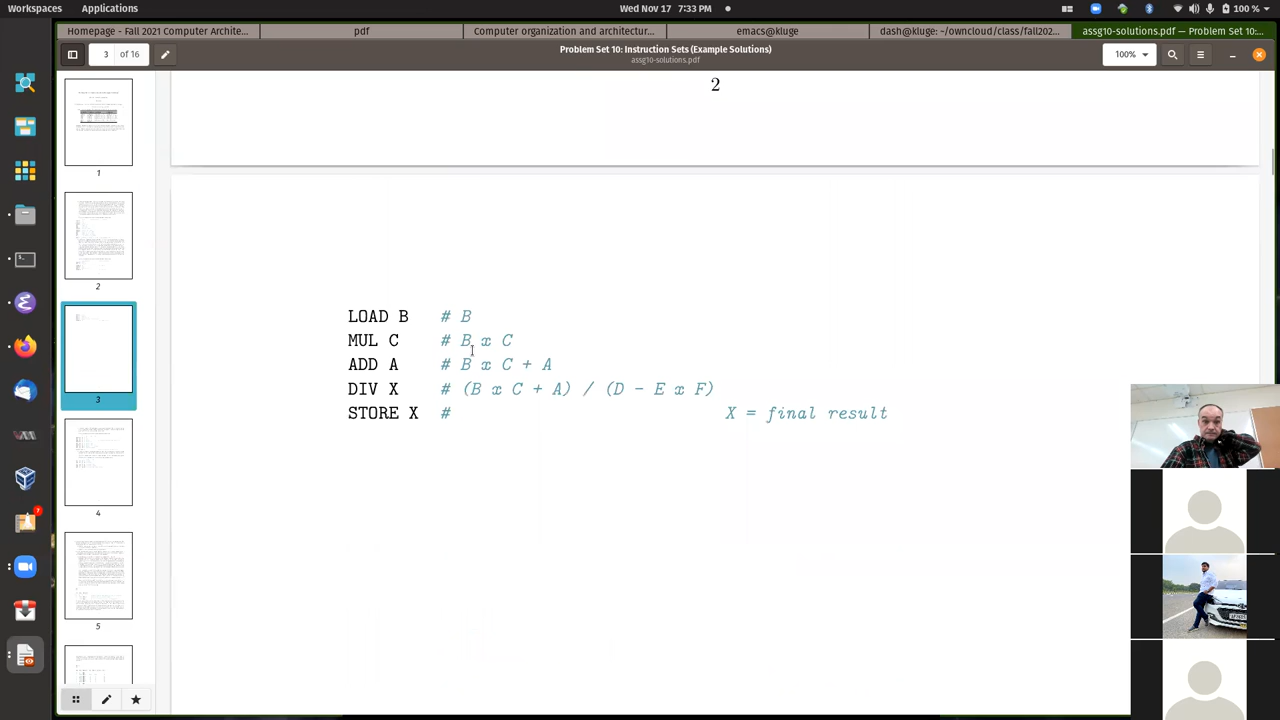 Workspaces Applications Wed Nov 17 7:33 PM 100 %
Homepage - Fall 2021 Computer Archite... pdf Computer organization and architectur... emacs@kluge dash@kluge: ~/owncloud/class/fall202... assg10-solutions.pdf — Problem Set 10:...
3 of 16 Problem Set 10: Instruction Sets (Example Solutions) 100%
assg10-solutions.pdf
2
1
2
3
4
5
LOAD B # B
MUL C # B x C
ADD A # B x C + A
DIV X # (B x C + A) / (D - E x F)
STORE X # X = final result
7